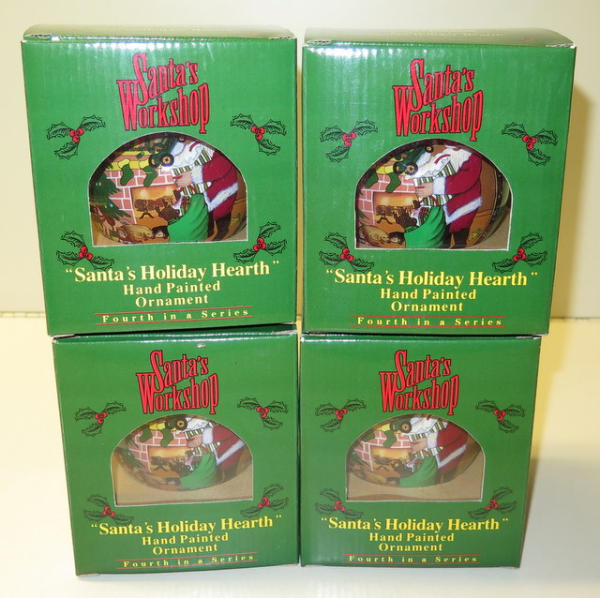 Santa's
Workshop
"Santa's Holiday Hearth"
Hand Painted
Ornament
Fourth in a Series
Santa's
Workshop
"Santa's Holiday Hearth"
Hand Painted
Ornament
Fourth in a Series
Santa's
Workshop
"Santa's Holiday Hearth"
Hand Painted
Ornament
Fourth in a Series
Santa's
Workshop
"Santa's Holiday Hearth"
Hand Painted
Ornament
Fourth in a Series